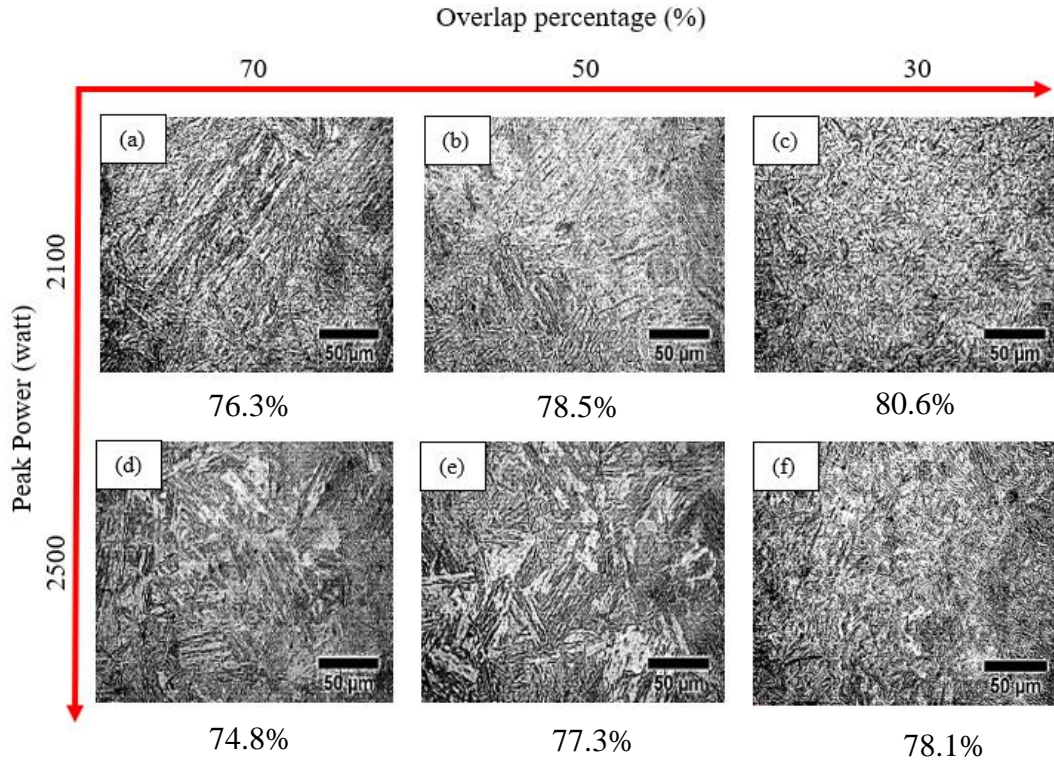 Overlap percentage (%)
70 50 30
Peak Power (watt)
2100
(a) (b) (c)
50 µm 50 µm 50 µm
76.3% 78.5% 80.6%
2500
(d) (e) (f)
50 µm 50 µm 50 µm
74.8% 77.3% 78.1%